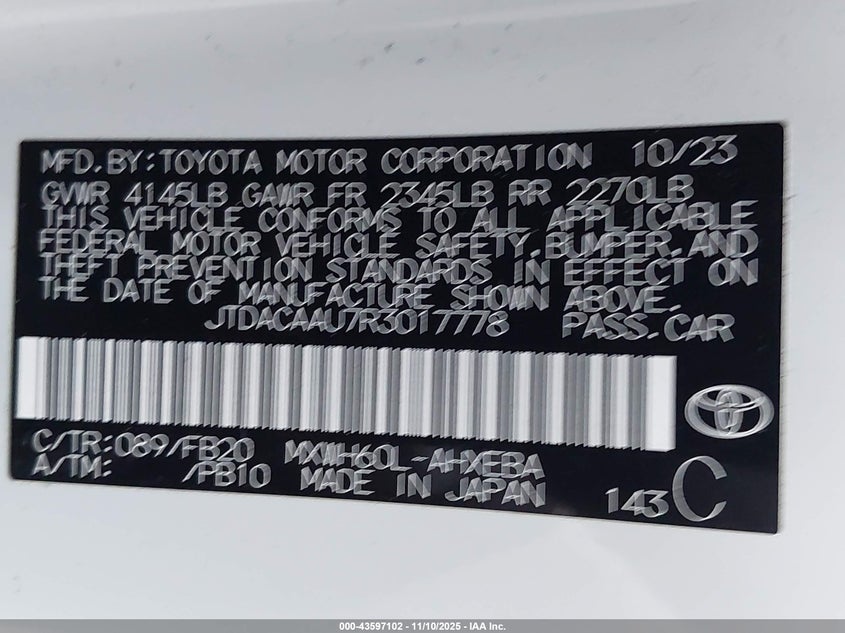 MFD. BY: TOYOTA MOTOR CORPORATION 10/23
GVWR 4145LB GAWR FR 2345LB RR 2270LB
THIS VEHICLE CONFORMS TO ALL APPLICABLE
FEDERAL MOTOR VEHICLE SAFETY, BUMPER, AND
THEFT PREVENTION STANDARDS IN EFFECT ON
THE DATE OF MANUFACTURE SHOWN ABOVE.
JTDACAAU7R3017778 PASS. CAR
C/TR: 089/FB20 MXWH60L-AHXEBA
A/TM: /PB10 MADE IN JAPAN 143 C
000-43597102 - 11/10/2025 - IAA Inc.